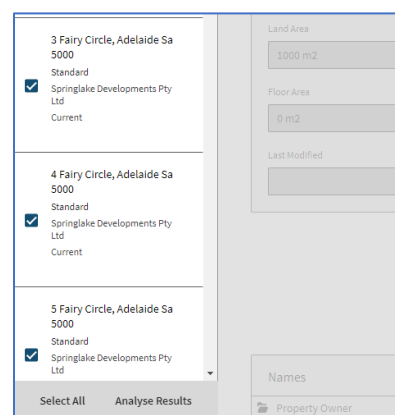 3 Fairy Circle, Adelaide Sa
5000
Standard
Springlake Developments Pty
Ltd
Current
4 Fairy Circle, Adelaide Sa
5000
Standard
Springlake Developments Pty
Ltd
Current
5 Fairy Circle, Adelaide Sa
5000
Standard
Springlake Developments Pty
Ltd
Select All
Analyse Results
Land Area
1000 m2
Floor Area
0 m2
Last Modified
Names
Property Owner